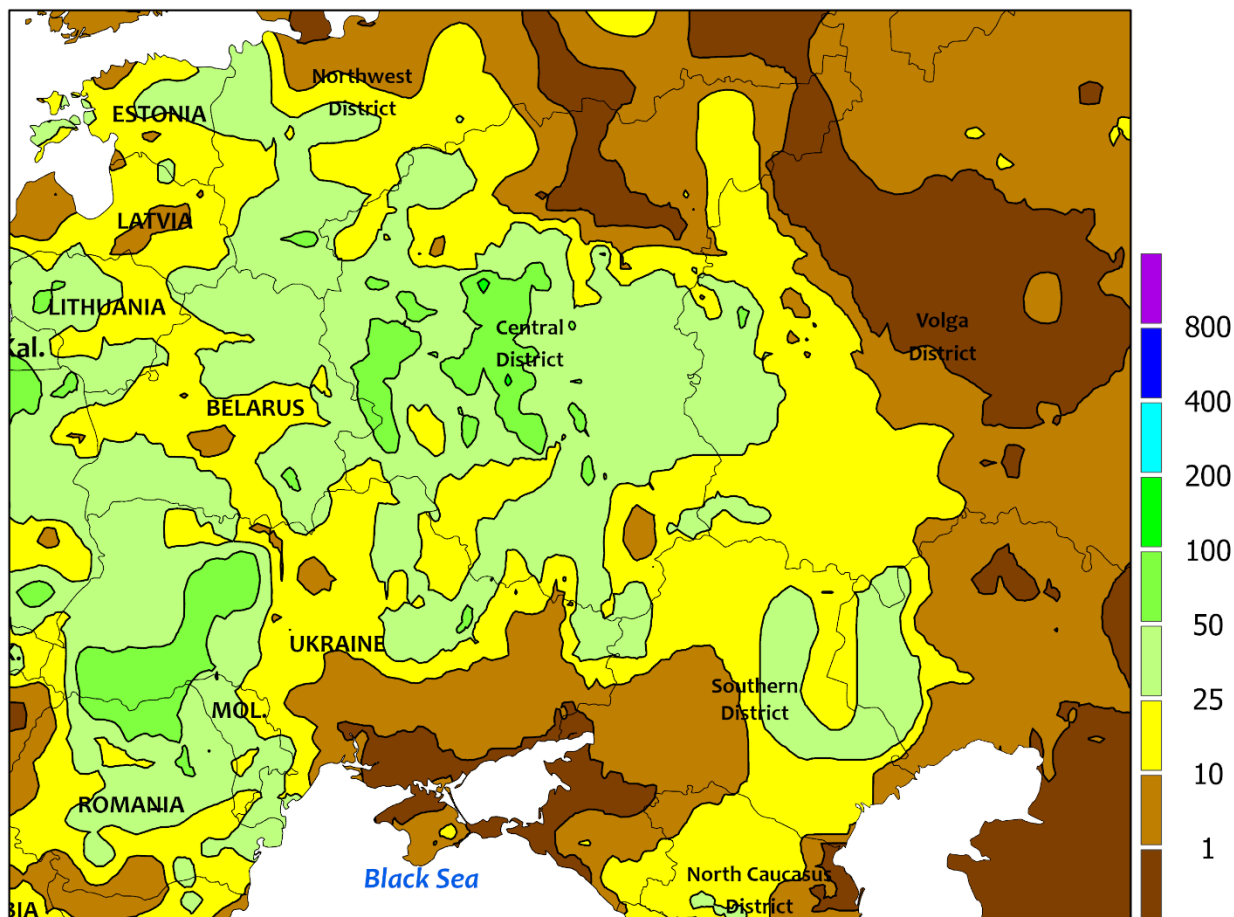 Northwest
District
ESTONIA
LATVIA
LITHUANIA
Kal.
Central
District
Volga
District
BELARUS
UKRAINE
MOL.
Southern
District
ROMANIA
Black Sea
North Caucasus
District
BIA
800
400
200
100
50
25
10
1